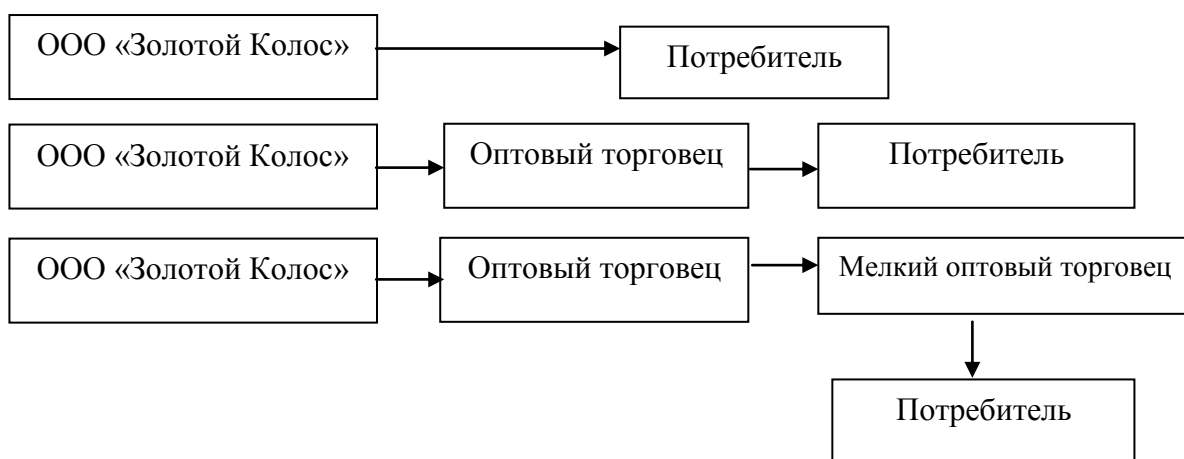 ООО «Золотой Колос»
Потребитель
ООО «Золотой Колос»
Оптовый торговец
Потребитель
ООО «Золотой Колос»
Оптовый торговец
Мелкий оптовый торговец
Потребитель